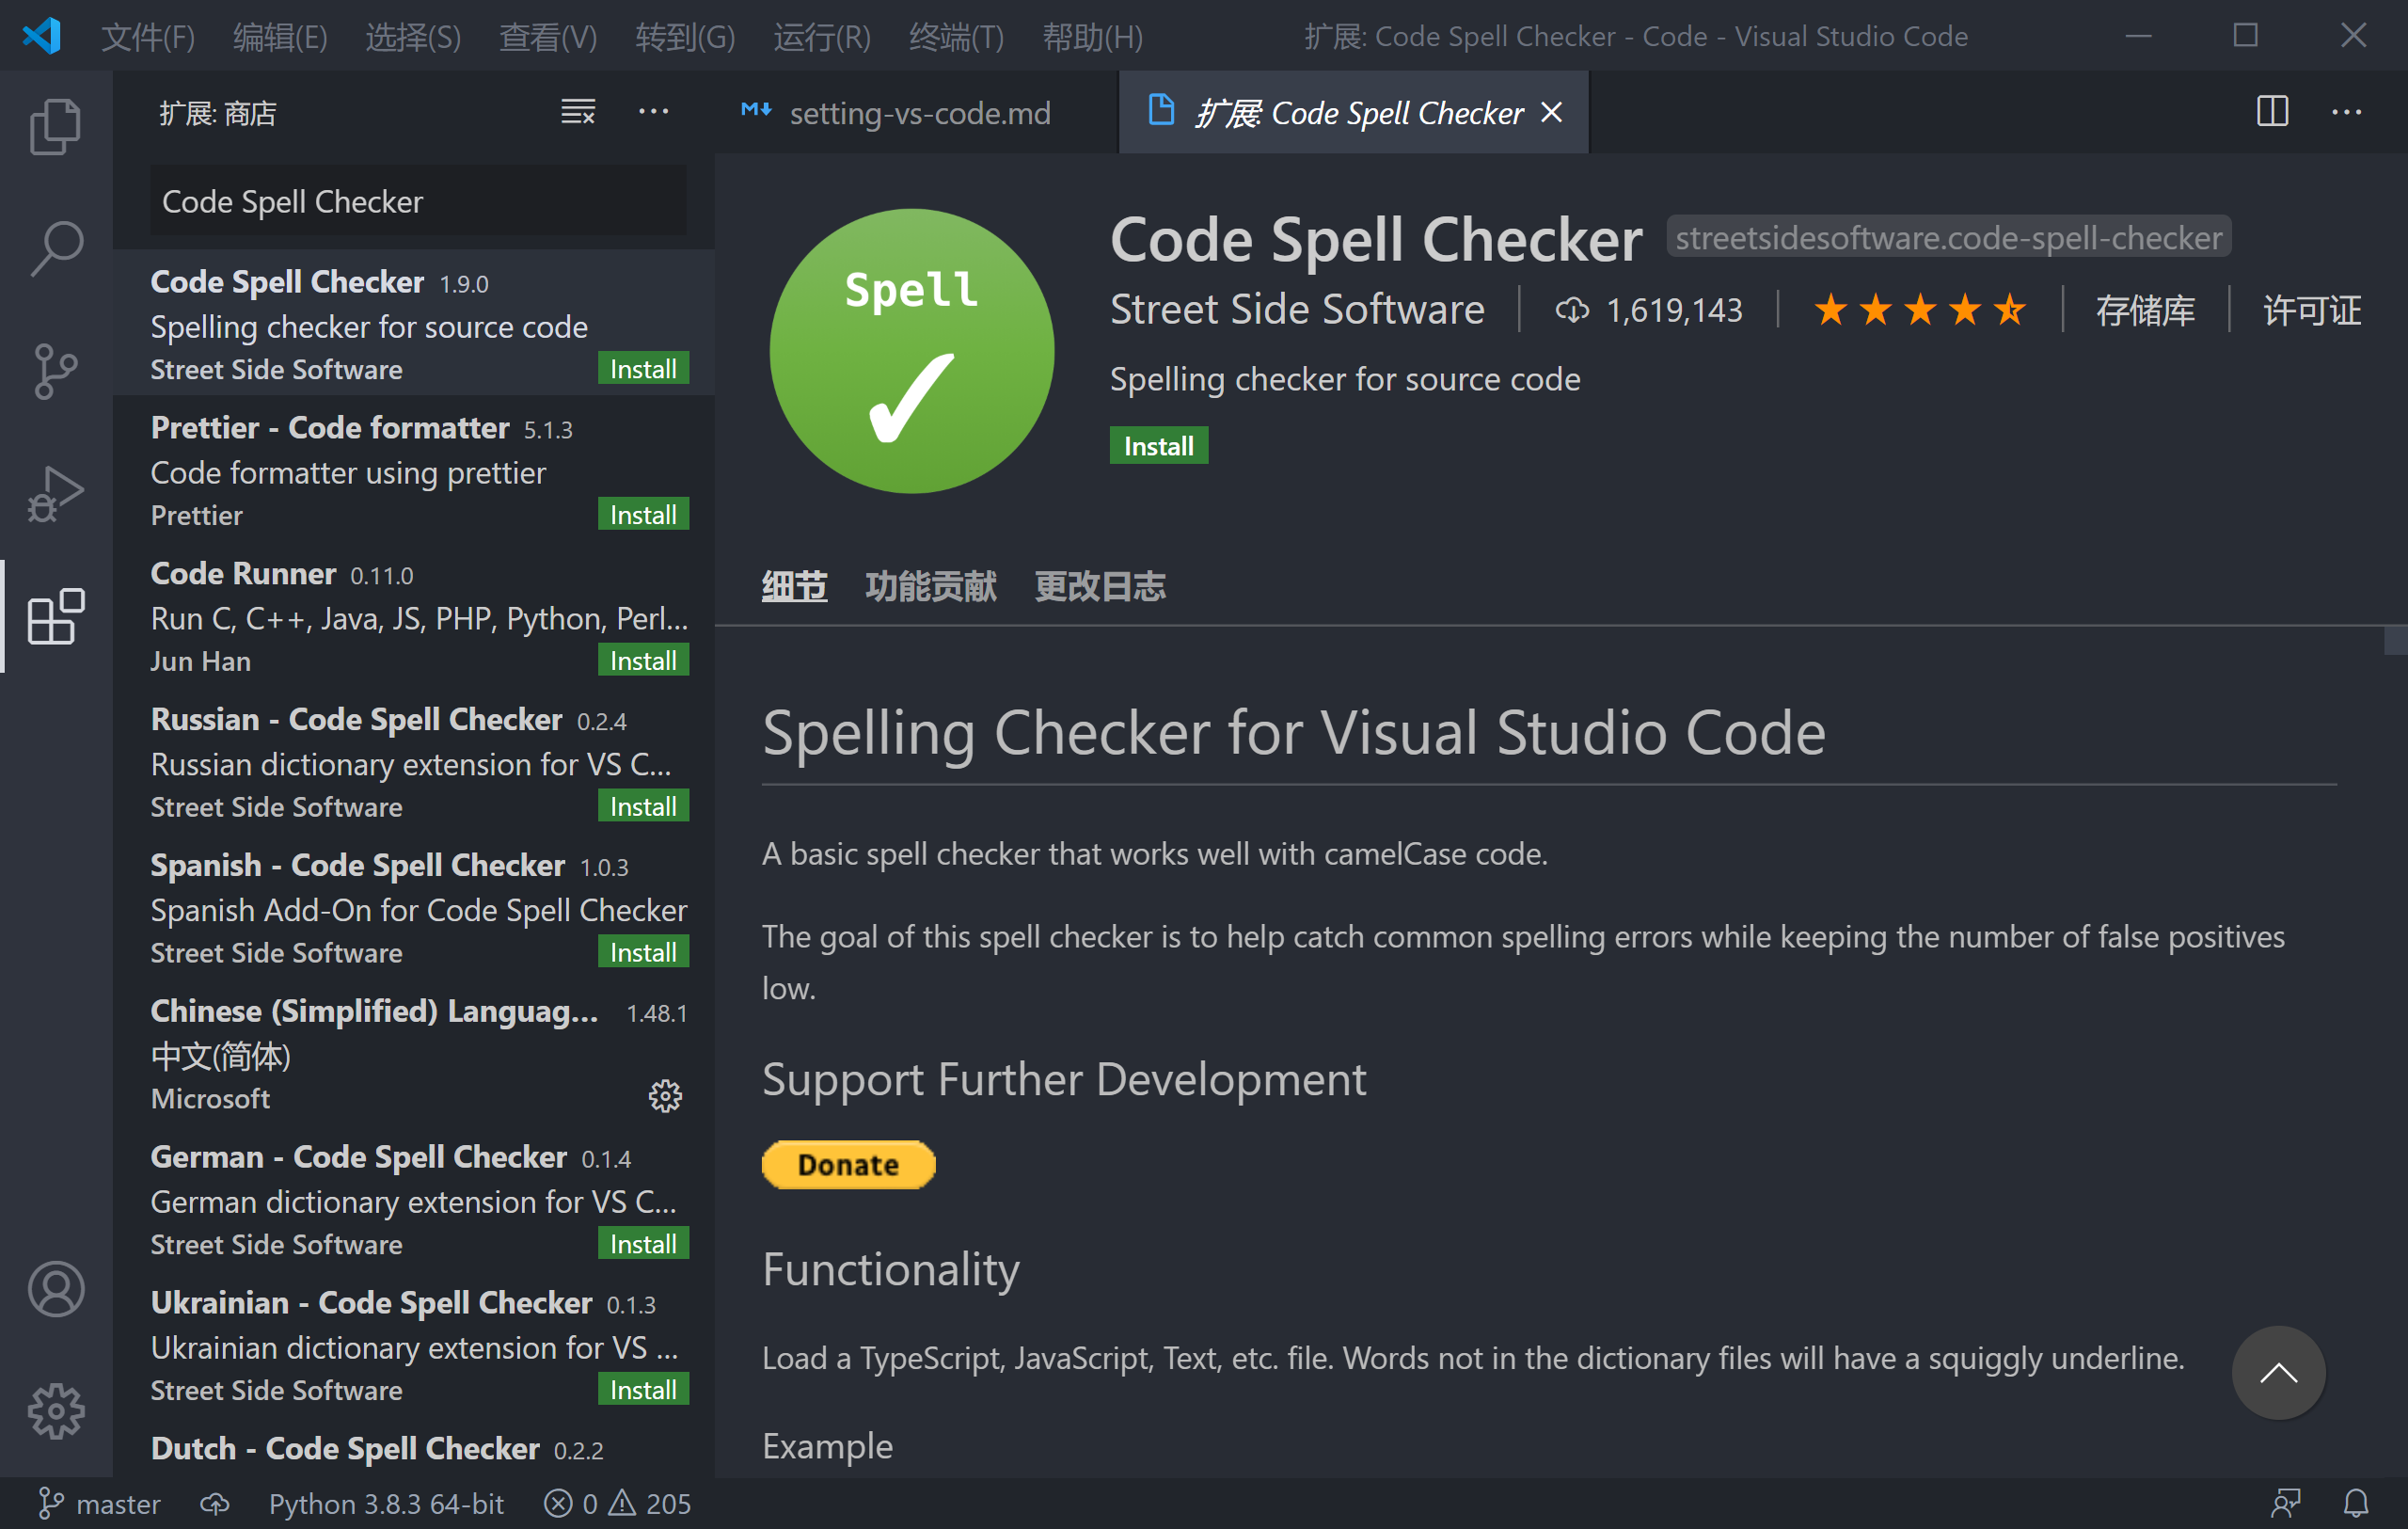 文件(F) 编辑(E) 选择(S) 查看(V) 转到(G) 运行(R) 终端(T) 帮助(H) 扩展: Code Spell Checker - Code - Visual Studio Code
扩展: 商店
setting-vs-code.md
扩展: Code Spell Checker
Code Spell Checker
Code Spell Checker 1.9.0
Spelling checker for source code
Street Side Software Install
Prettier - Code formatter 5.1.3
Code formatter using prettier
Prettier Install
Code Runner 0.11.0
Run C, C++, Java, JS, PHP, Python, Perl...
Jun Han Install
Russian - Code Spell Checker 0.2.4
Russian dictionary extension for VS C...
Street Side Software Install
Spanish - Code Spell Checker 1.0.3
Spanish Add-On for Code Spell Checker
Street Side Software Install
Chinese (Simplified) Languag... 1.48.1
中文(简体)
Microsoft
German - Code Spell Checker 0.1.4
German dictionary extension for VS C...
Street Side Software Install
Ukrainian - Code Spell Checker 0.1.3
Ukrainian dictionary extension for VS ...
Street Side Software Install
Dutch - Code Spell Checker 0.2.2
Spell
Code Spell Checker streetsidesoftware.code-spell-checker
Street Side Software 1,619,143 存储库 许可证
Spelling checker for source code
Install
细节 功能贡献 更改日志
Spelling Checker for Visual Studio Code
A basic spell checker that works well with camelCase code.
The goal of this spell checker is to help catch common spelling errors while keeping the number of false positives
low.
Support Further Development
Donate
Functionality
Load a TypeScript, JavaScript, Text, etc. file. Words not in the dictionary files will have a squiggly underline.
Example
master Python 3.8.3 64-bit 0 205